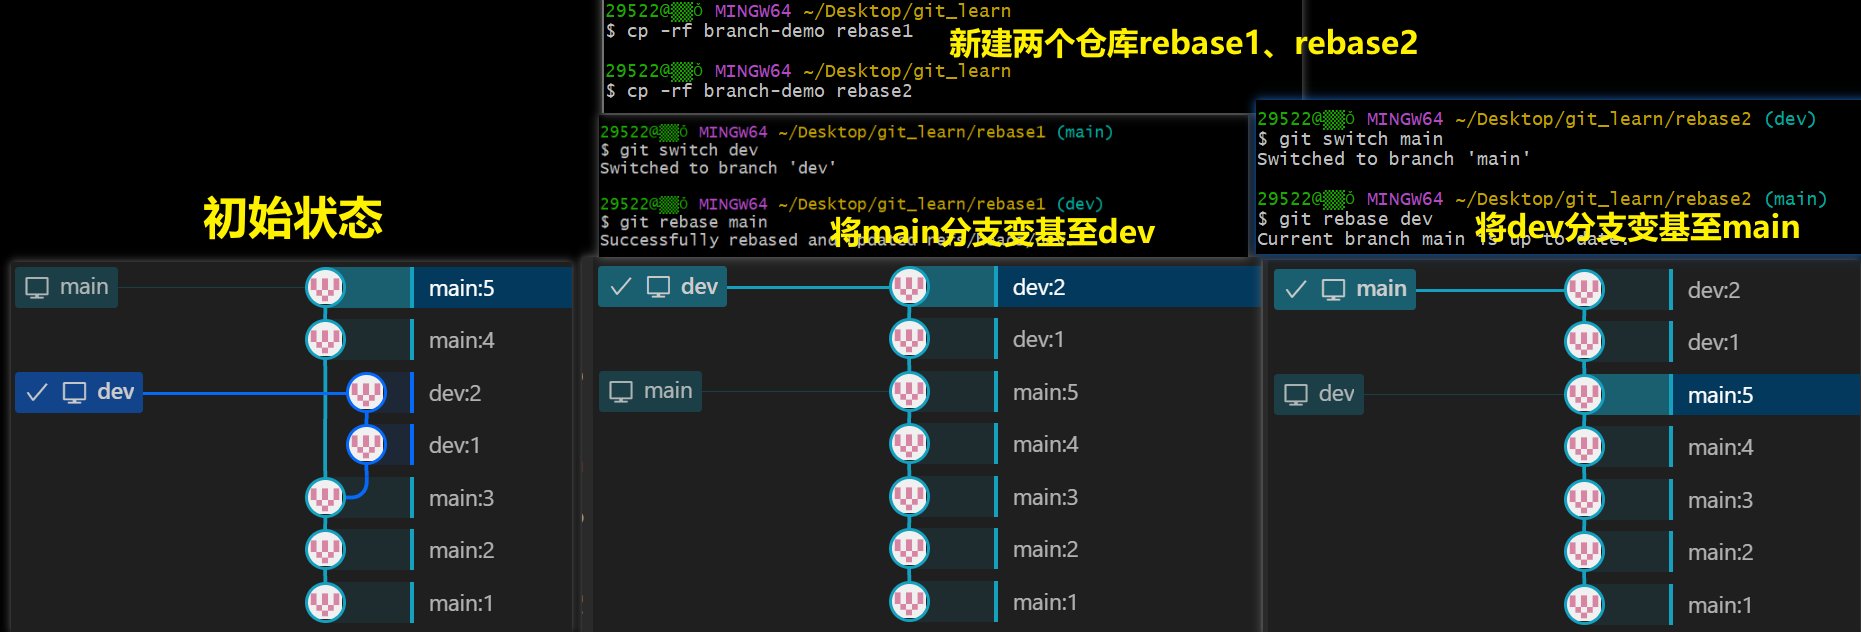 29522@ MINGW64 ~/Desktop/git_learn
$ cp -rf branch-demo rebase1
29522@ MINGW64 ~/Desktop/git_learn
$ cp -rf branch-demo rebase2
新建两个仓库rebase1、rebase2
29522@ MINGW64 ~/Desktop/git_learn/rebase1 (main)
$ git switch dev
Switched to branch 'dev'
29522@ MINGW64 ~/Desktop/git_learn/rebase1 (dev)
$ git rebase main
Successfully rebased and updated
将main分支变基至dev
29522@ MINGW64 ~/Desktop/git_learn/rebase2 (dev)
$ git switch main
Switched to branch 'main'
29522@ MINGW64 ~/Desktop/git_learn/rebase2 (main)
$ git rebase dev
Current branch main is up to date.
将dev分支变基至main
初始状态
main
main:5
main:4
dev
dev:2
dev:1
main:3
main:2
main:1
dev
dev:2
dev:1
main
main:5
main:4
main:3
main:2
main:1
main
dev:2
dev:1
dev
main:5
main:4
main:3
main:2
main:1